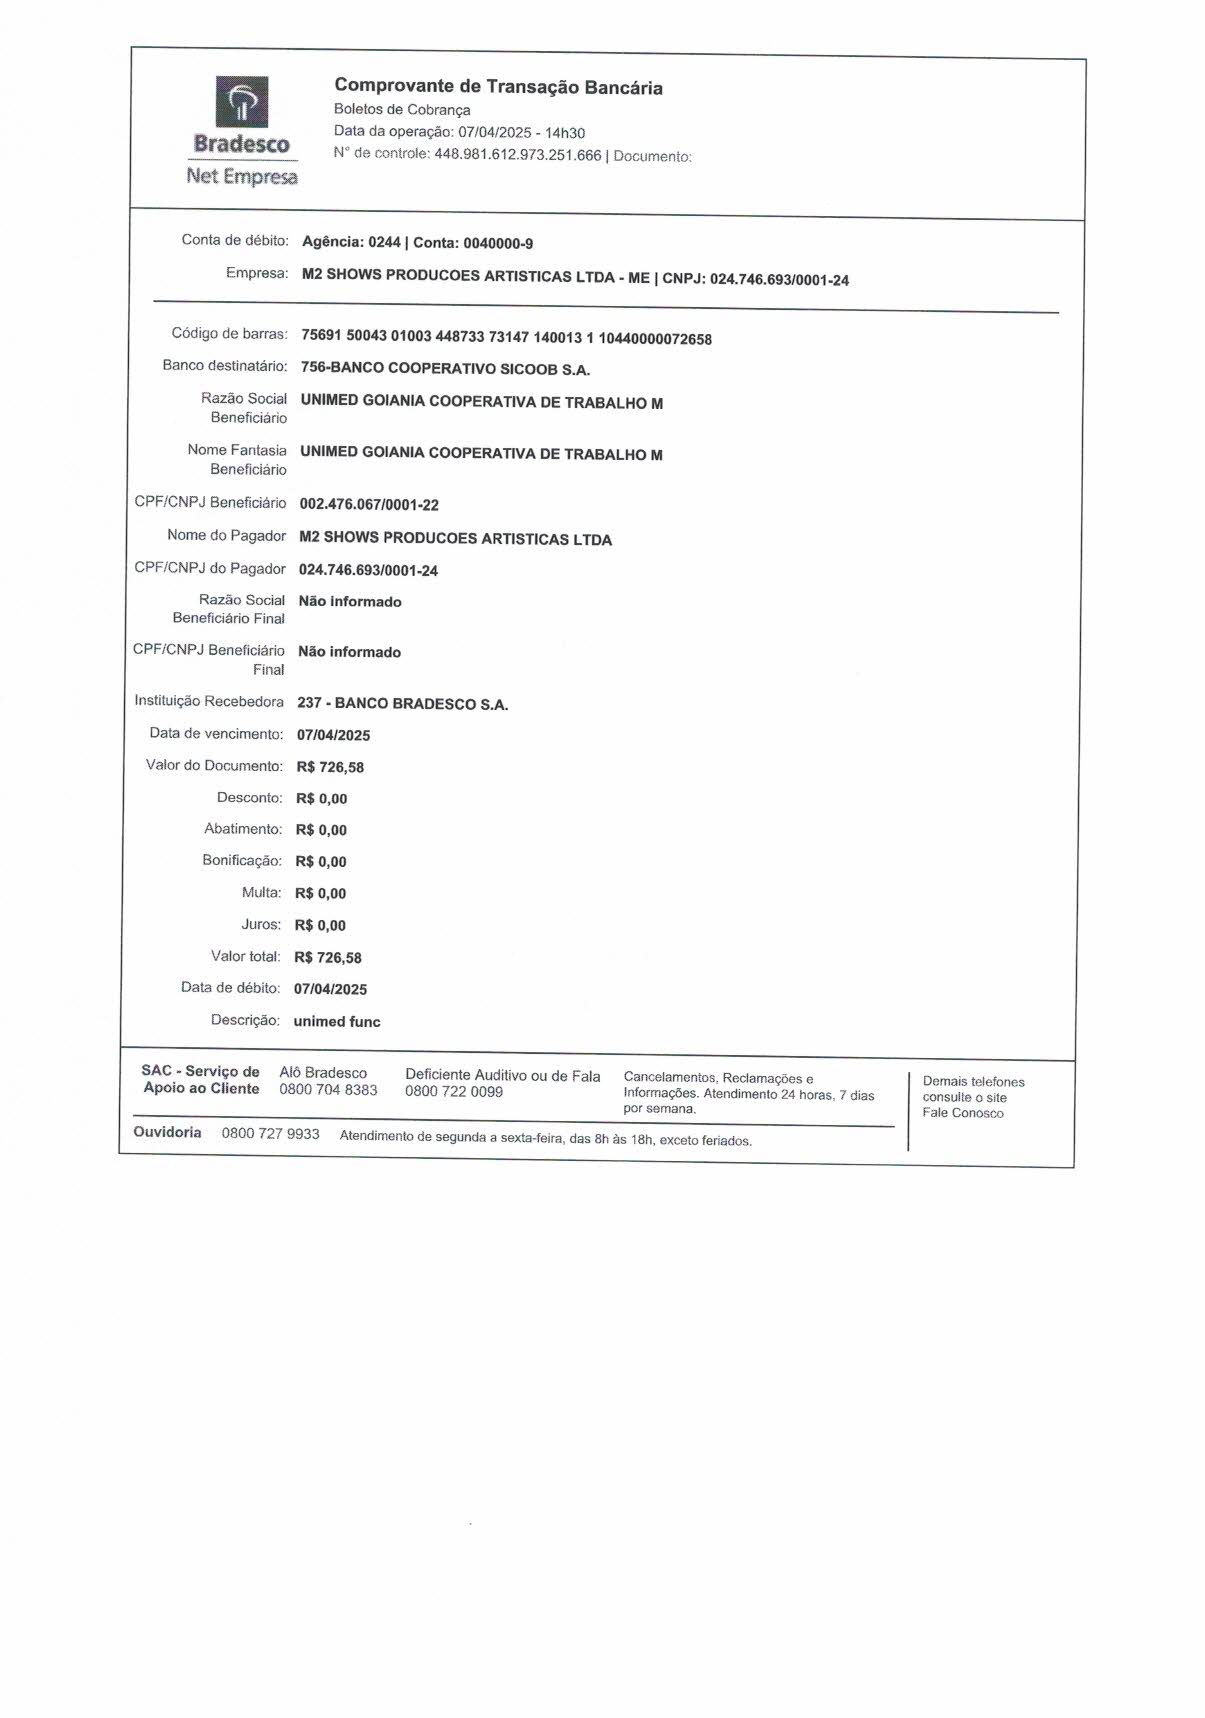 Bradesco
Net Empresa
Comprovante de Transação Bancária
Boletos de Cobrança
Data da operação: 07/04/2025 - 14h30
N° de controle: 448.981.612.973.251.666 | Documento:
Conta de débito: Agência: 0244 | Conta: 0040000-9
Empresa: M2 SHOWS PRODUCOES ARTISTICAS LTDA - ME | CNPJ: 024.746.693/0001-24
Código de barras: 75691 50043 01003 448733 73147 140013 1 10440000072658
Banco destinatário: 756-BANCO COOPERATIVO SICOOB S.A.
Razão Social UNIMED GOIANIA COOPERATIVA DE TRABALHO M
Beneficiário
Nome Fantasia UNIMED GOIANIA COOPERATIVA DE TRABALHO M
Beneficiário
CPF/CNPJ Beneficiário 002.476.067/0001-22
Nome do Pagador M2 SHOWS PRODUCOES ARTISTICAS LTDA
CPF/CNPJ do Pagador 024.746.693/0001-24
Razão Social Não informado
Beneficiário Final
CPF/CNPJ Beneficiário Não informado
Final
Instituição Recebedora 237 - BANCO BRADESCO S.A.
Data de vencimento: 07/04/2025
Valor do Documento: R$ 726,58
Desconto: R$ 0,00
Abatimento: R$ 0,00
Bonificação: R$ 0,00
Multa: R$ 0,00
Juros: R$ 0,00
Valor total: R$ 726,58
Data de débito: 07/04/2025
Descrição: unimed func
SAC - Serviço de
Apoio ao Cliente
Alô Bradesco
0800 704 8383
Deficiente Auditivo ou de Fala
0800 722 0099
Cancelamentos, Reclamações e
Informações. Atendimento 24 horas, 7 dias
por semana.
Demais telefones
consulte o site
Fale Conosco
Ouvidoria 0800 727 9933 Atendimento de segunda a sexta-feira, das 8h às 18h, exceto feriados.